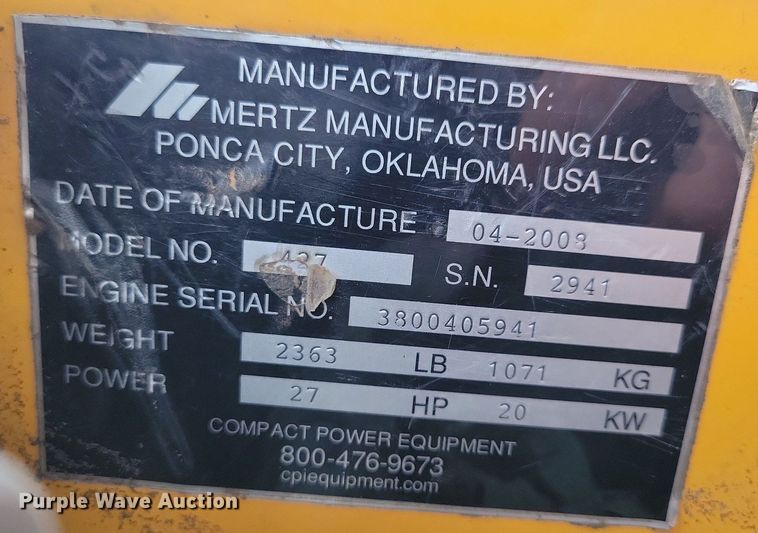 MANUFACTURED BY:
MERTZ MANUFACTURING LLC.
PONCA CITY, OKLAHOMA, USA
DATE OF MANUFACTURE 04-2008
MODEL NO. 427 S.N. 2941
ENGINE SERIAL NO. 3800405941
WEIGHT 2363 LB 1071 KG
POWER 27 HP 20 KW
COMPACT POWER EQUIPMENT
800-476-9673
cpiequipment.com
Purple Wave Auction